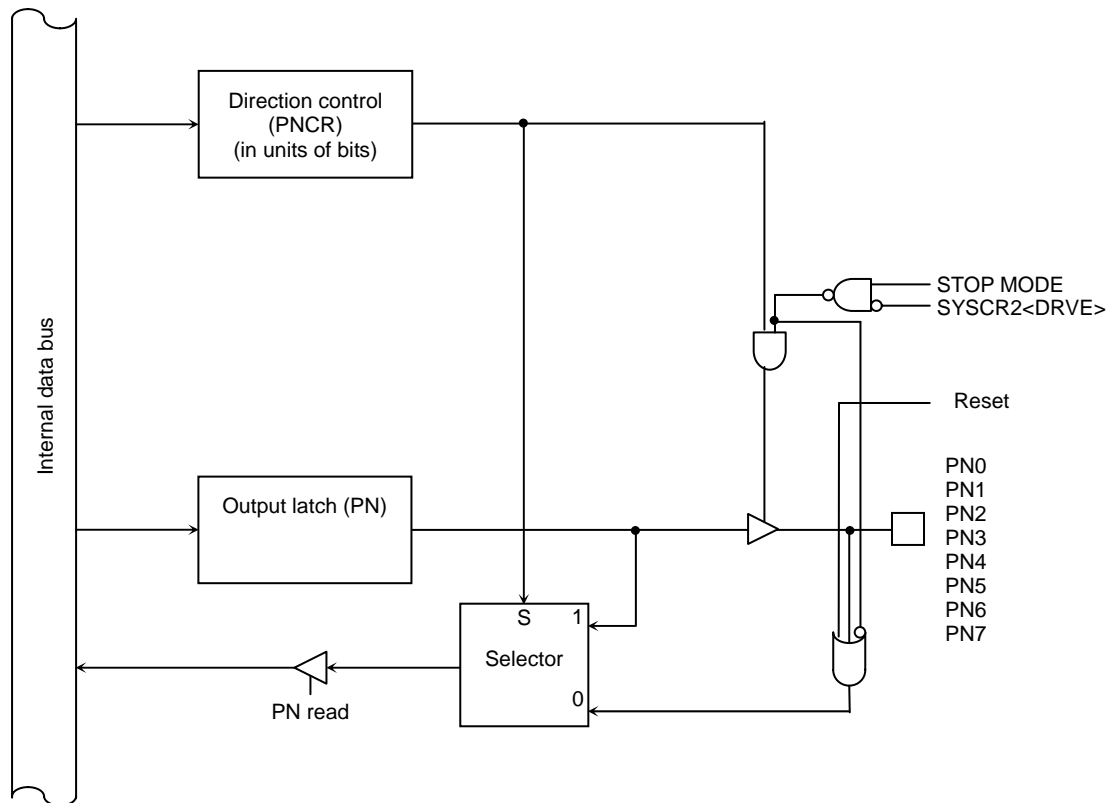 Internal data bus
Direction control
(PNCR)
(in units of bits)
STOP MODE
SYSCR2<DRVE>
Reset
PN0
PN1
PN2
PN3
PN4
PN5
PN6
PN7
Output latch (PN)
S
1
Selector
0
PN read